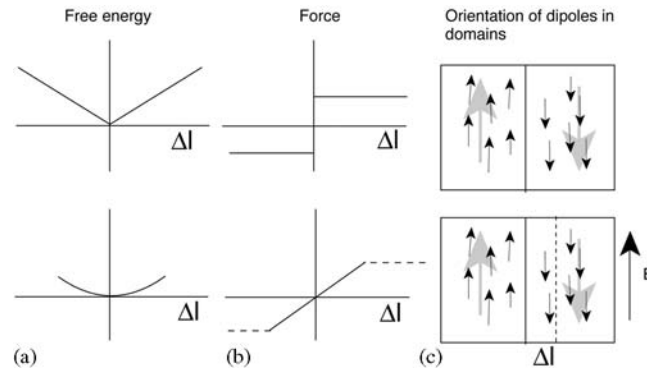 Free energy
Force
Orientation of dipoles in
domains
Δl
Δl
E
Δl
Δl
Δl
(a)
(b)
(c)